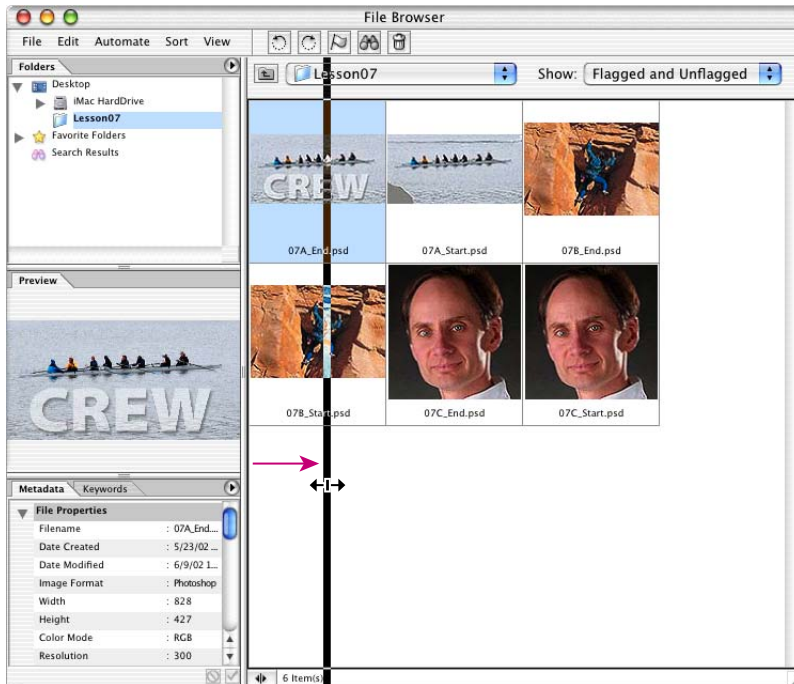 File Browser
File Edit Automate Sort View
Folders
Desktop
iMac HardDrive
Lesson07
Favorite Folders
Search Results
Lesson07
Show: Flagged and Unflagged
CREW
07A_End.psd
07A_Start.psd
07B_End.psd
07B_Start.psd
07C_End.psd
07C_Start.psd
Preview
CREW
Metadata Keywords
File Properties
Filename : 07A_End....
Date Created : 5/23/02 ...
Date Modified : 6/9/02 1...
Image Format : Photoshop
Width : 828
Height : 427
Color Mode : RGB
Resolution : 300
6 Item(s)